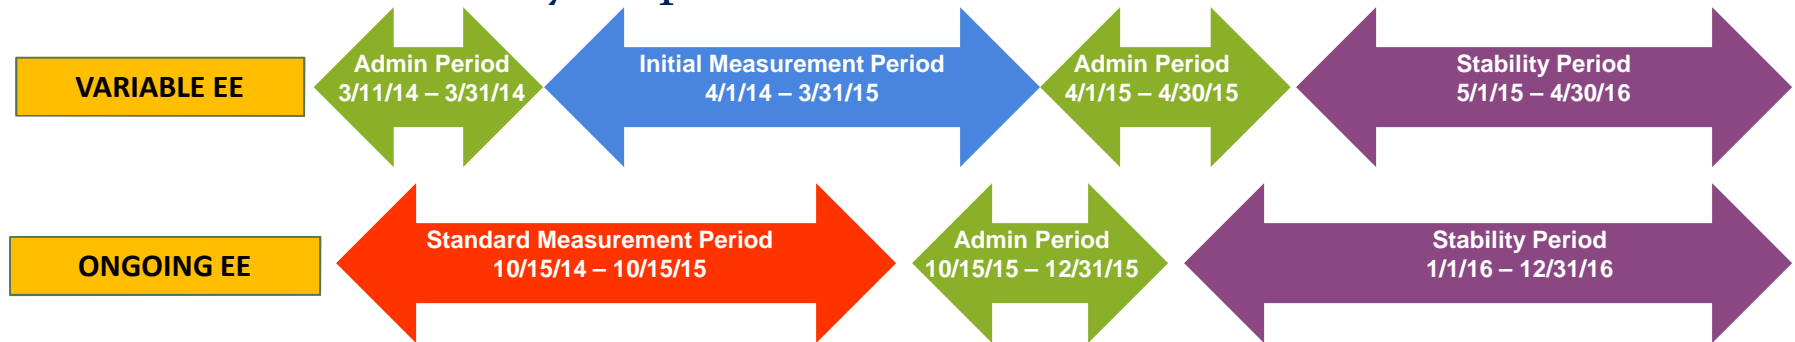 VARIABLE EE
Admin Period
3/11/14 – 3/31/14
Initial Measurement Period
4/1/14 – 3/31/15
Admin Period
4/1/15 – 4/30/15
Stability Period
5/1/15 – 4/30/16
ONGOING EE
Standard Measurement Period
10/15/14 – 10/15/15
Admin Period
10/15/15 – 12/31/15
Stability Period
1/1/16 – 12/31/16